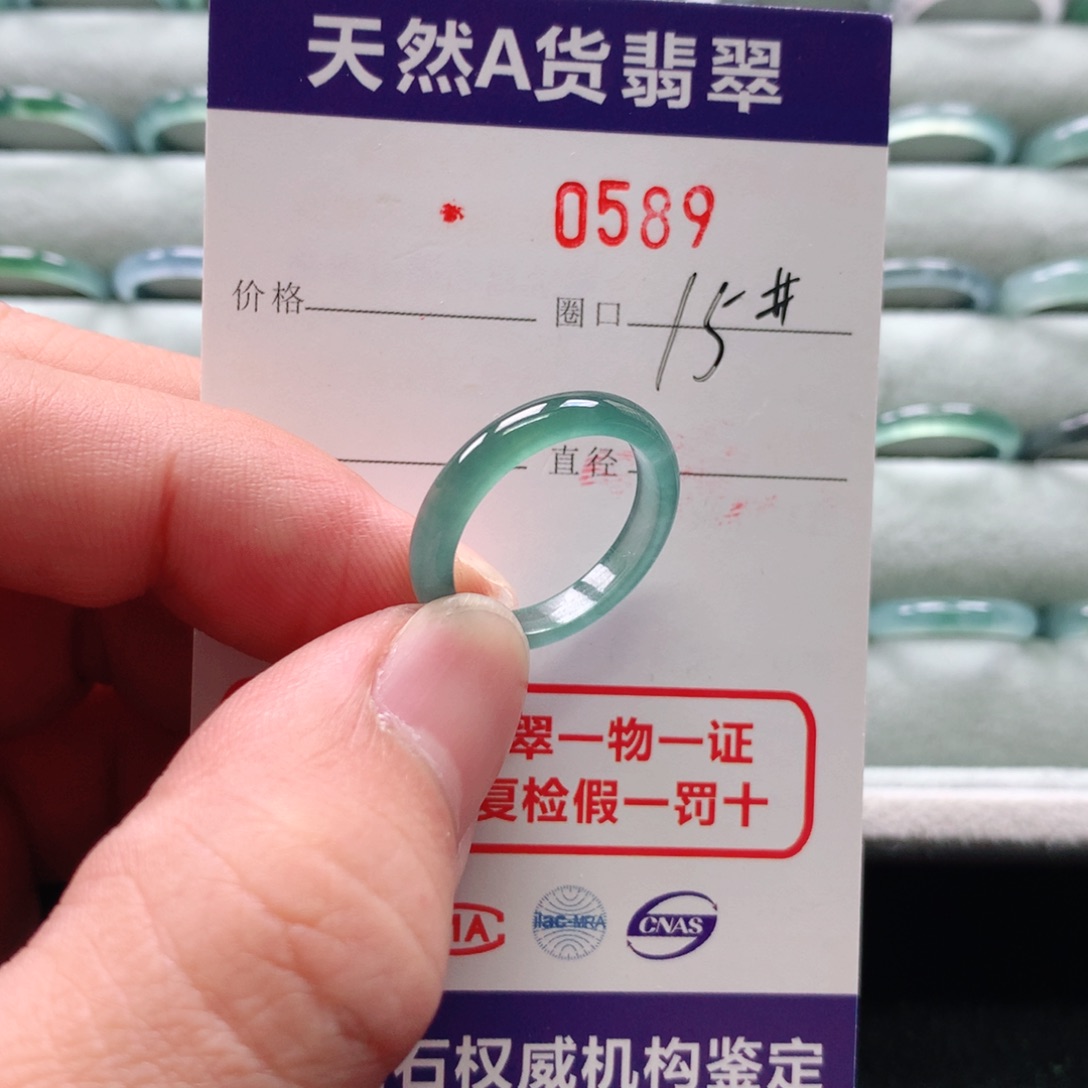 天然A货翡翠
0589
价格 圈口 15#
直径
翠一物一证
复检假一罚十
MA ilac-MRA CNAS
石权威机构鉴定